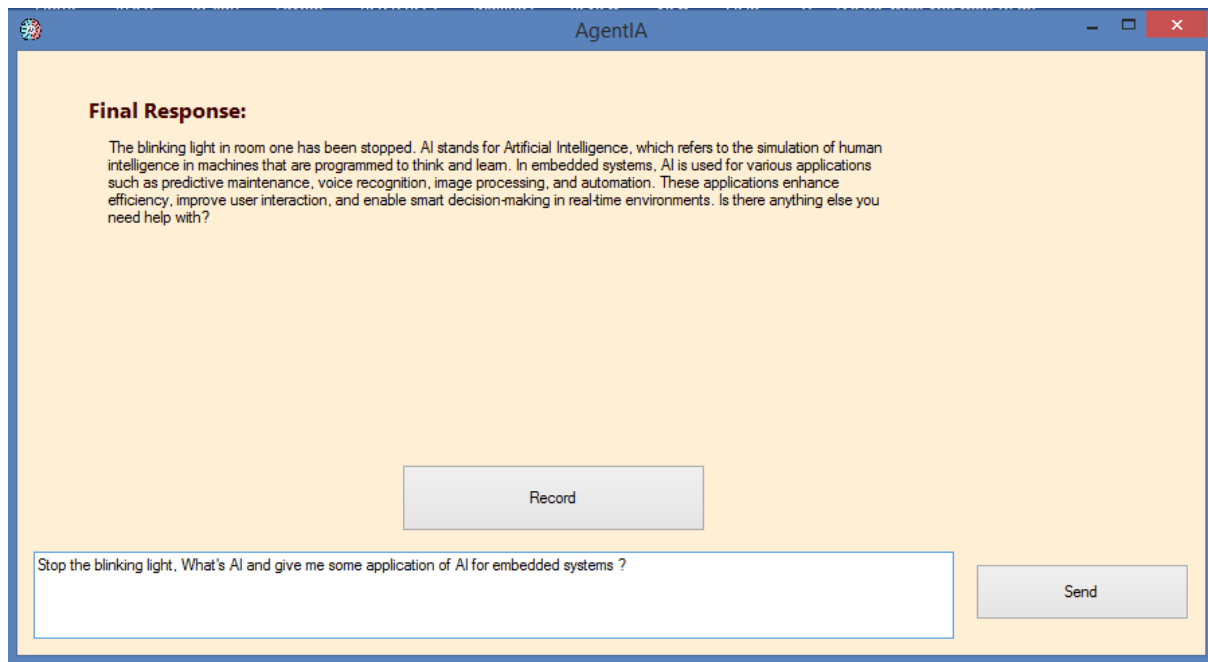 AgentIA
Final Response:
The blinking light in room one has been stopped. AI stands for Artificial Intelligence, which refers to the simulation of human
intelligence in machines that are programmed to think and learn. In embedded systems, AI is used for various applications
such as predictive maintenance, voice recognition, image processing, and automation. These applications enhance
efficiency, improve user interaction, and enable smart decision-making in real-time environments. Is there anything else you
need help with?
Record
Stop the blinking light, What's AI and give me some application of AI for embedded systems ?
Send